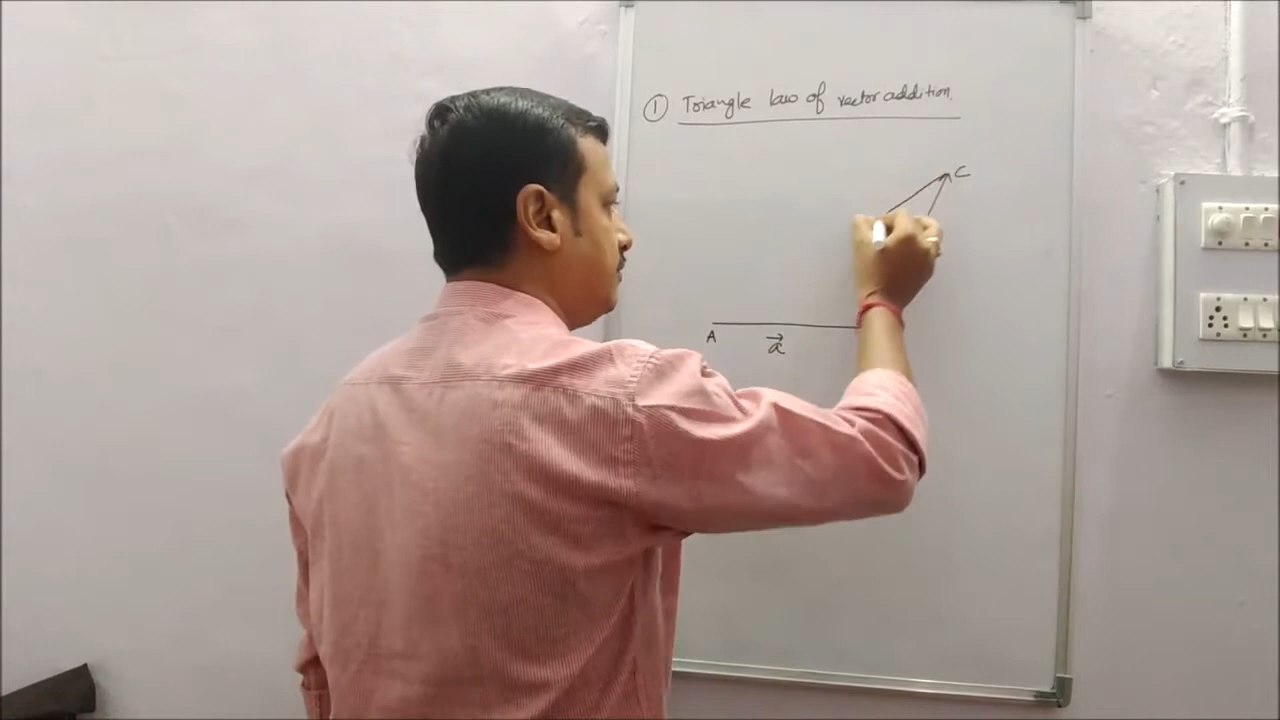 ① Triangle law of vector addition.
C
A
a⃗